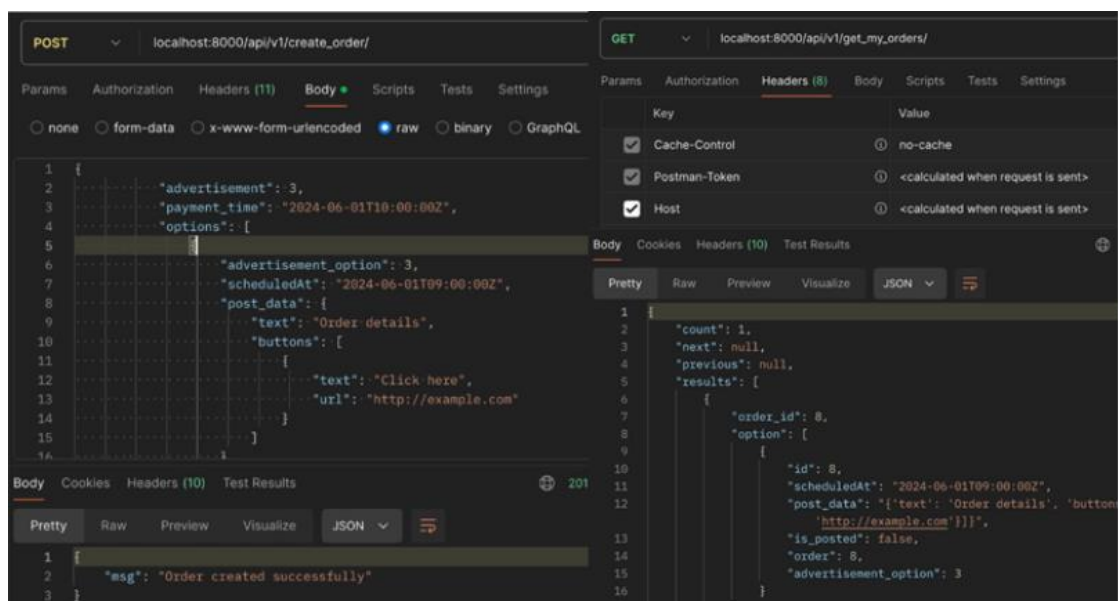 POST localhost:8000/api/v1/create_order/
Params Authorization Headers (11) Body Scripts Tests Settings
none form-data x-www-form-urlencoded raw binary GraphQL
1 {
2 "advertisement": 3,
3 "payment_time": "2024-06-01T10:00:00Z",
4 "options": [
5 {
6 "advertisement_option": 3,
7 "scheduledAt": "2024-06-01T09:00:00Z",
8 "post_data": {
9 "text": "Order details",
10 "buttons": [
11 {
12 "text": "Click here",
13 "url": "http://example.com"
14 }
15 ]
16 }
Body Cookies Headers (10) Test Results 201
Pretty Raw Preview Visualize JSON
1 {
2 "msg": "Order created successfully"
3 }
GET localhost:8000/api/v1/get_my_orders/
Params Authorization Headers (8) Body Scripts Tests Settings
Key Value
Cache-Control no-cache
Postman-Token <calculated when request is sent>
Host <calculated when request is sent>
Body Cookies Headers (10) Test Results
Pretty Raw Preview Visualize JSON
1 {
2 "count": 1,
3 "next": null,
4 "previous": null,
5 "results": [
6 {
7 "order_id": 8,
8 "option": [
9 {
10 "id": 8,
11 "scheduledAt": "2024-06-01T09:00:00Z",
12 "post_data": "{'text': 'Order details', 'buttons
'http://example.com'}]}",
13 "is_posted": false,
14 "order": 8,
15 "advertisement_option": 3
16 }